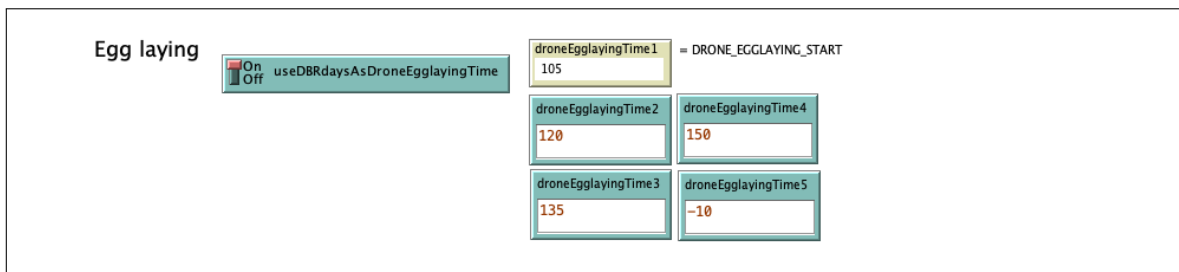 Egg laying
On
Off
useDBRdaysAsDroneEgglayingTime
droneEgglayingTime1
105
= DRONE_EGGLAYING_START
droneEgglayingTime2
120
droneEgglayingTime4
150
droneEgglayingTime3
135
droneEgglayingTime5
-10